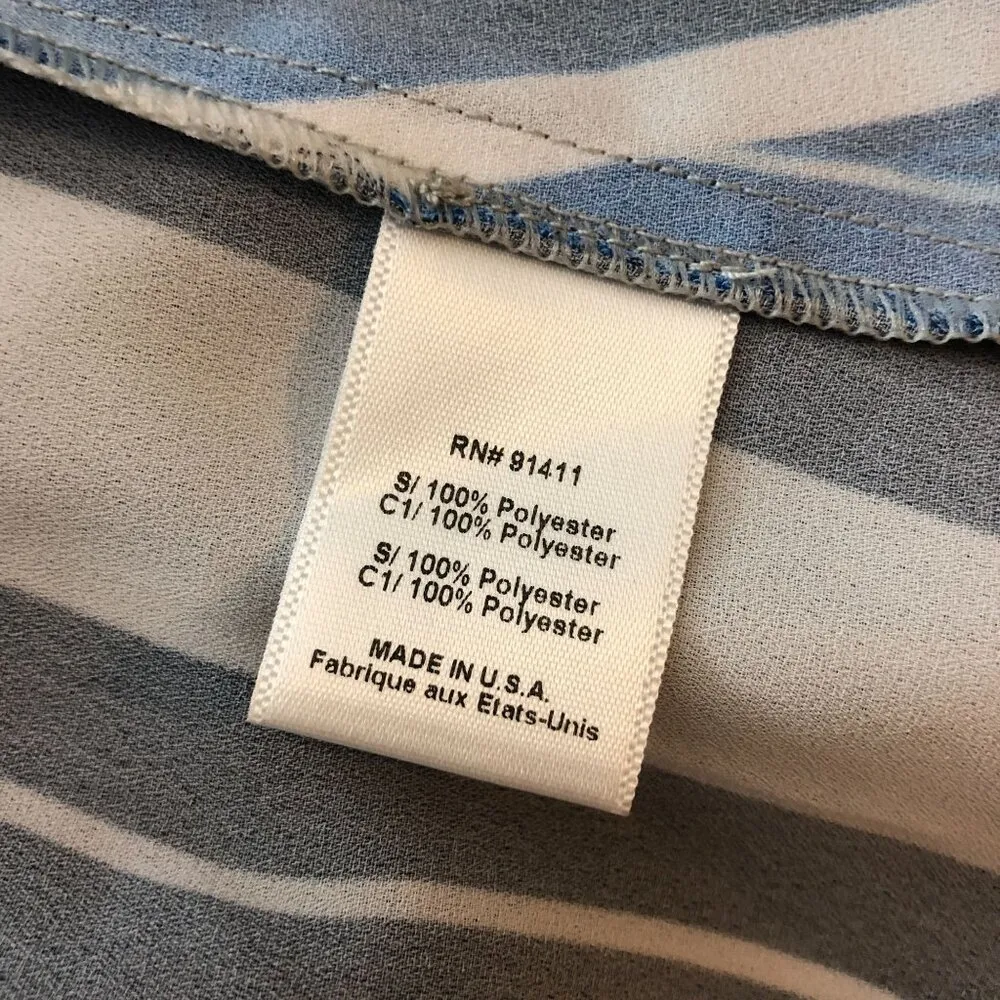 RN# 91411
S/ 100% Polyester
C1/ 100% Polyester
S/ 100% Polyester
C1/ 100% Polyester
MADE IN U.S.A.
Fabrique aux Etats-Unis